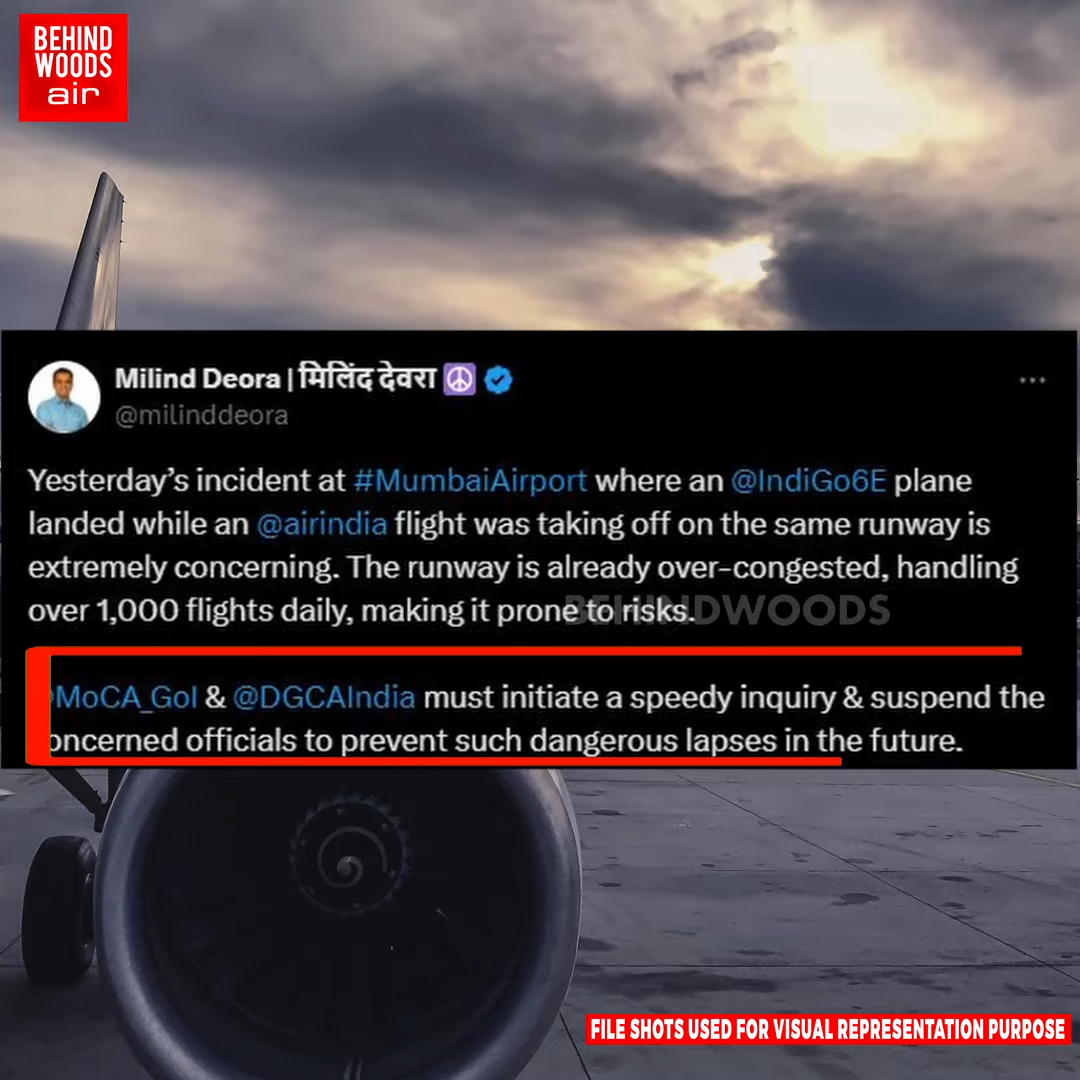 BEHIND
WOODS
air
Milind Deora | मिलिंद देवरा
@milinddeora
Yesterday's incident at #MumbaiAirport where an @IndiGo6E plane
landed while an @airindia flight was taking off on the same runway is
extremely concerning. The runway is already over-congested, handling
over 1,000 flights daily, making it prone to risks.
BEHINDWOODS
MoCA_GoI & @DGCAIndia must initiate a speedy inquiry & suspend the
oncerned officials to prevent such dangerous lapses in the future.
FILE SHOTS USED FOR VISUAL REPRESENTATION PURPOSE